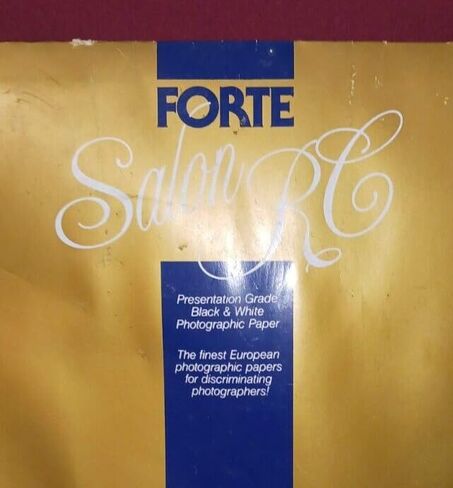 FORTE
Salon RC
Presentation Grade
Black & White
Photographic Paper
The finest European
photographic papers
for discriminating
photographers!